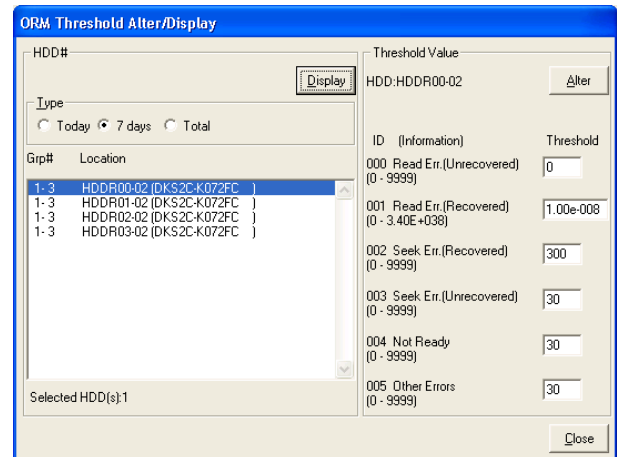 ORM Threshold Alter/Display
HDD#
Display
Type
Today 7 days Total
Grp# Location
1- 3 HDDR00-02 (DKS2C-K072FC )
1- 3 HDDR01-02 (DKS2C-K072FC )
1- 3 HDDR02-02 (DKS2C-K072FC )
1- 3 HDDR03-02 (DKS2C-K072FC )
Selected HDD(s):1
Threshold Value
HDD:HDDR00-02 Alter
ID (Information) Threshold
000 Read Err.(Unrecovered) 0
(0 - 9999)
001 Read Err.(Recovered) 1.00e-008
(0 - 3.40E+038)
002 Seek Err.(Recovered) 300
(0 - 9999)
003 Seek Err.(Unrecovered) 30
(0 - 9999)
004 Not Ready 30
(0 - 9999)
005 Other Errors 30
(0 - 9999)
Close